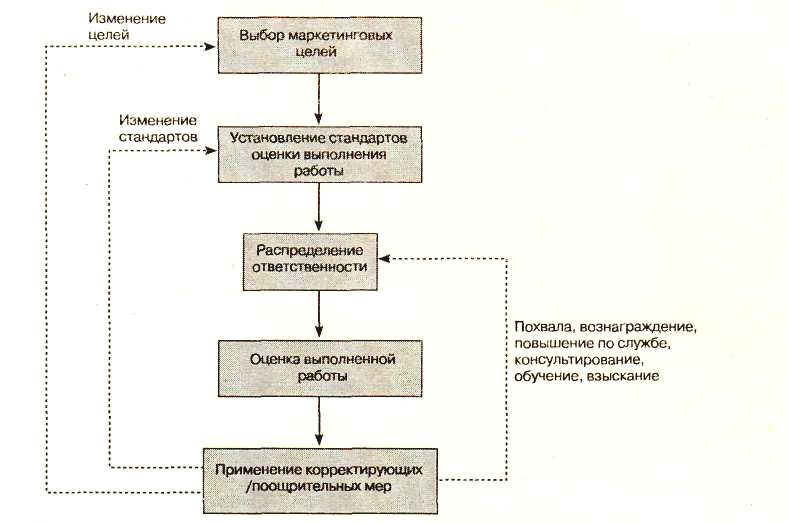 Изменение
целей
Выбор маркетинговых
целей
Изменение
стандартов
Установление стандартов
оценки выполнения
работы
Распределение
ответственности
Похвала, вознаграждение,
повышение по службе,
консультирование,
обучение, взыскание
Оценка выполненной
работы
Применение корректирующих
/поощрительных мер